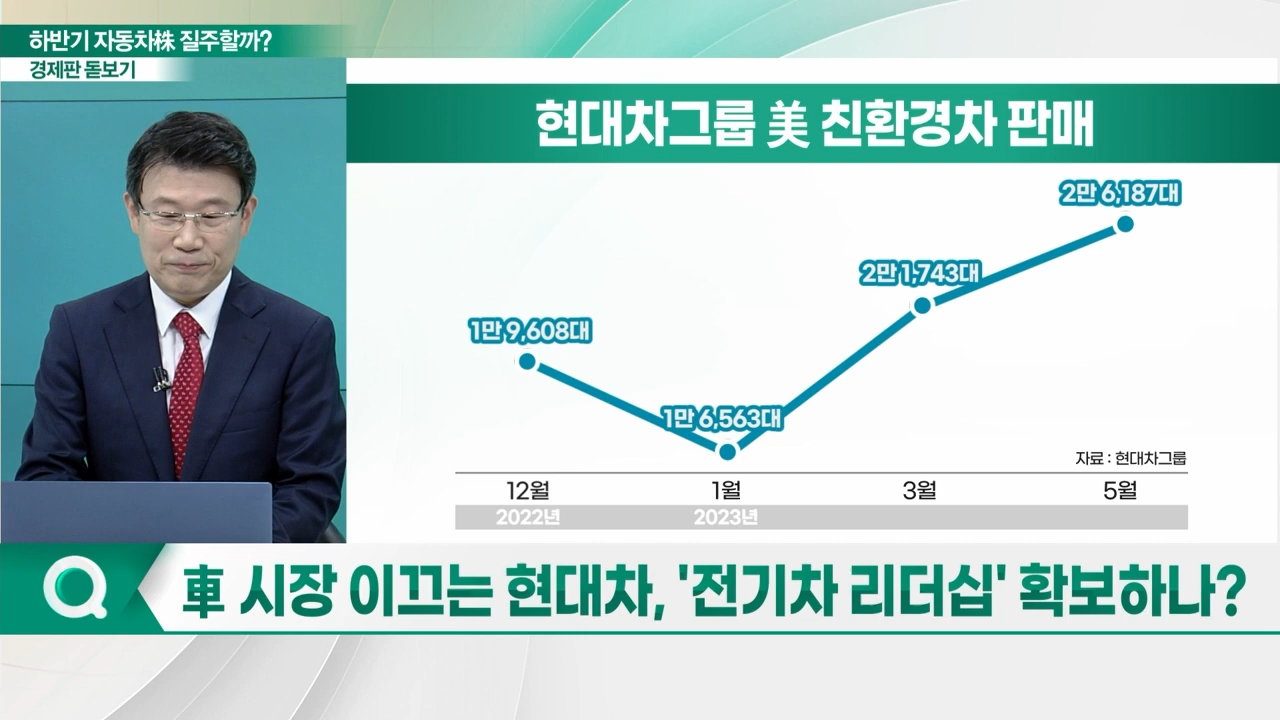 하반기 자동차株 질주할까?
경제판 돋보기
현대차그룹 美 친환경차 판매
1만 9,608대
1만 6,563대
2만 1,743대
2만 6,187대
자료 : 현대차그룹
12월 1월 3월 5월
2022년 2023년
車 시장 이끄는 현대차, '전기차 리더십' 확보하나?